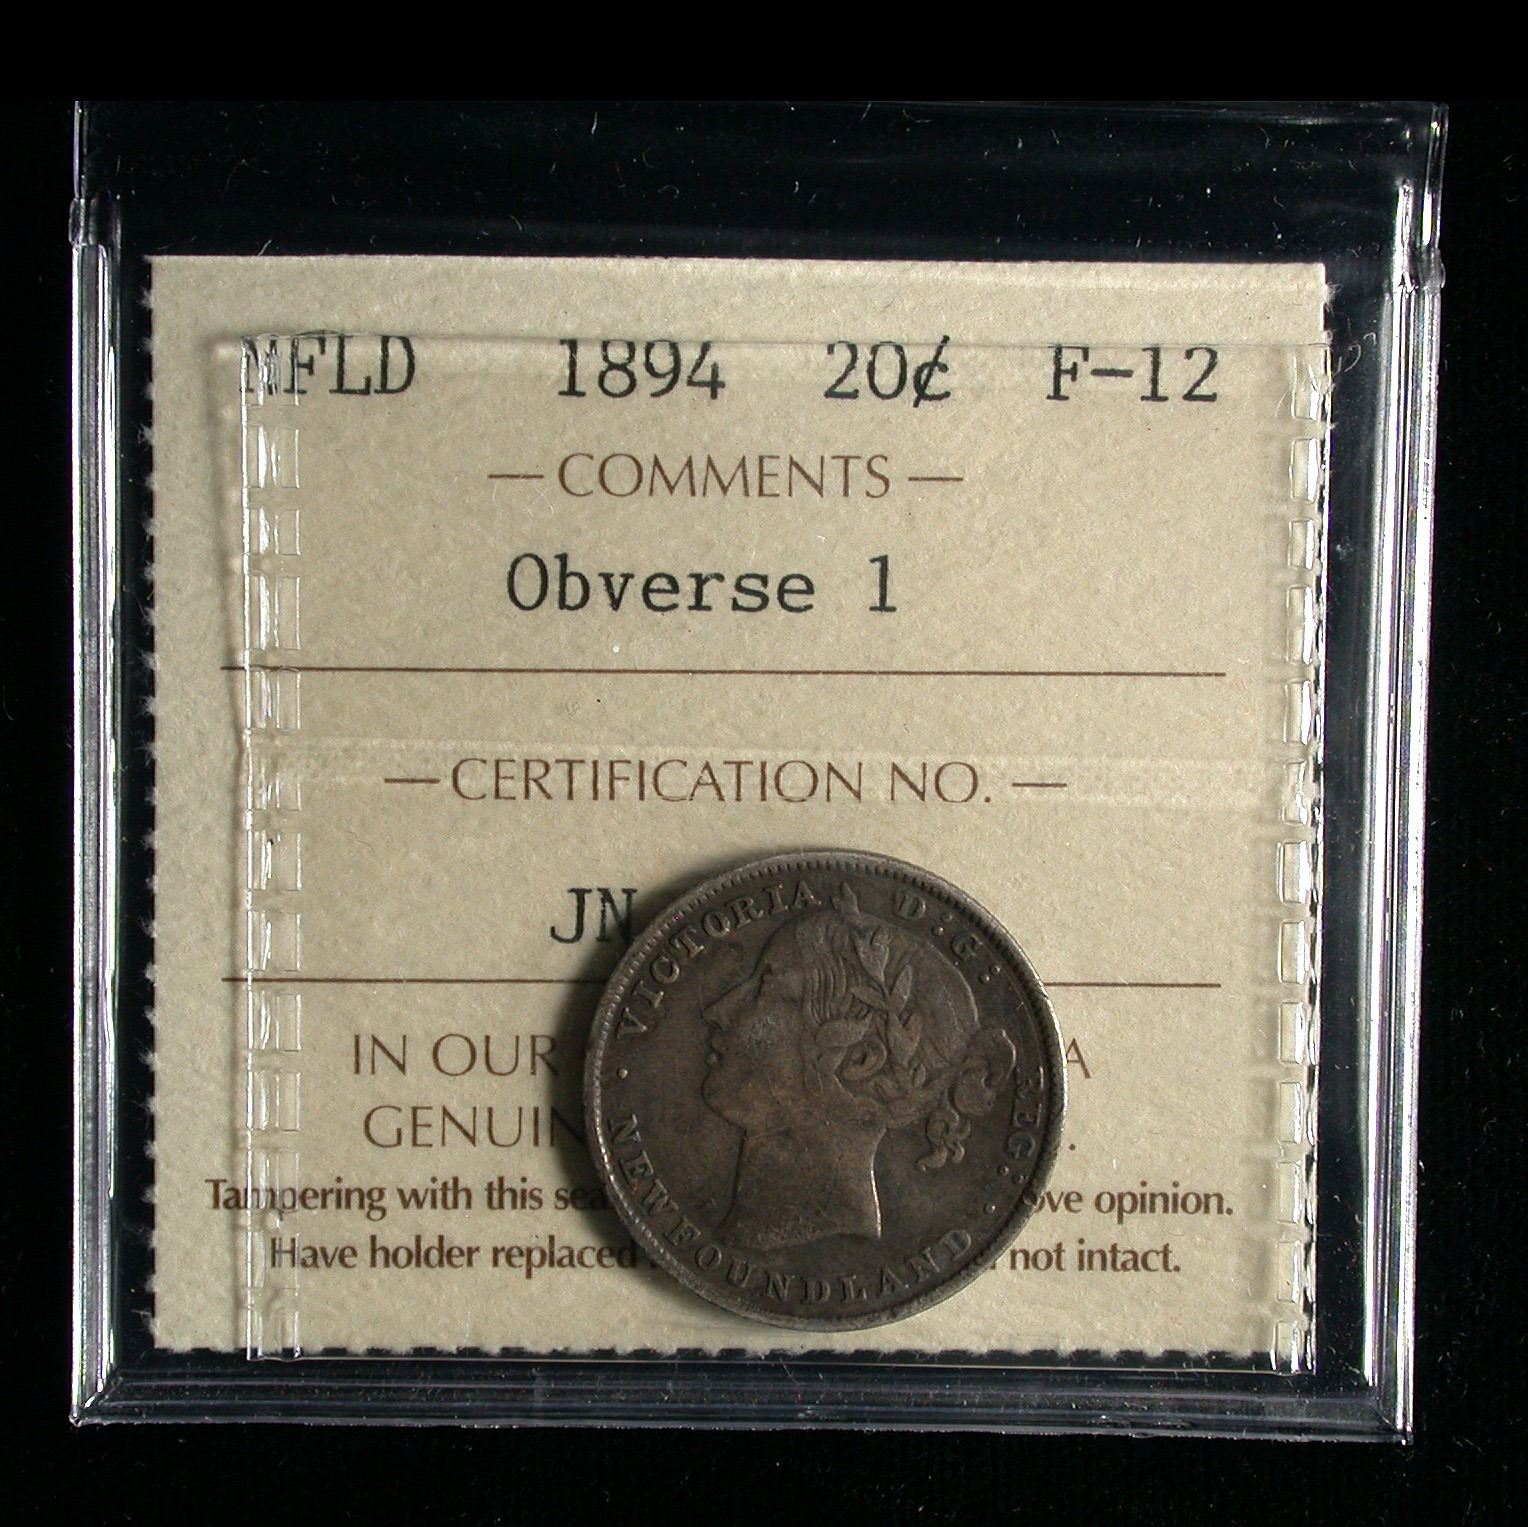 NFLD 1894 20¢ F-12
— COMMENTS —
Obverse 1
— CERTIFICATION NO. —
JN
IN OUR A
GENUIN .
Tampering with this sea ove opinion.
Have holder replaced not intact.
VICTORIA D:G: REG:
NEWFOUNDLAND